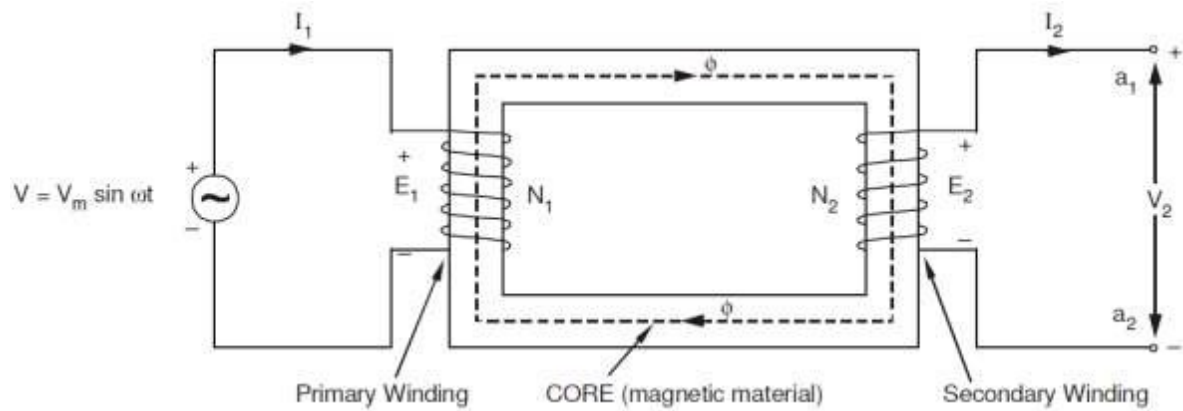 I₁
I₂
ϕ
+
a₁
+
+
+
V = Vₘ sin ωt
E₁
N₁
N₂
E₂
V₂
~
−
−
−
ϕ
a₂
−
Primary Winding
CORE (magnetic material)
Secondary Winding